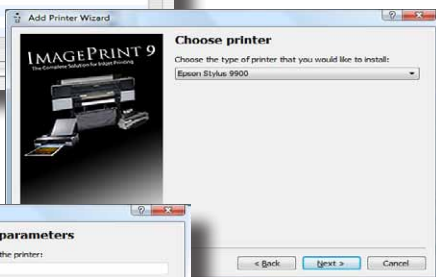 Add Printer Wizard
IMAGEPRINT 9
The Complete Solution for Inkjet Printing
Choose printer
Choose the type of printer that you would like to install:
Epson Stylus 9900
< Back
Next >
Cancel
parameters
the printer: